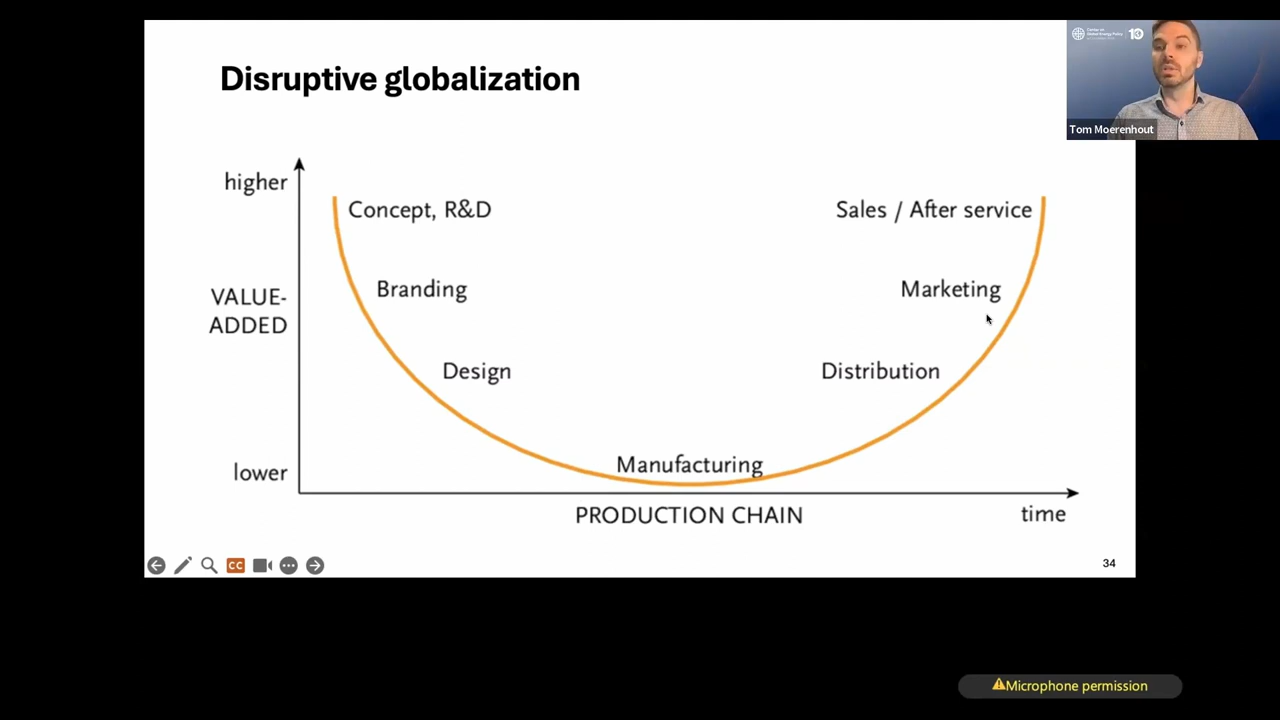 Disruptive globalization
Tom Moerenhout
higher
Concept, R&D
Sales / After service
VALUE-
ADDED
Branding
Marketing
Design
Distribution
lower
Manufacturing
PRODUCTION CHAIN
time
CC
34
Microphone permission